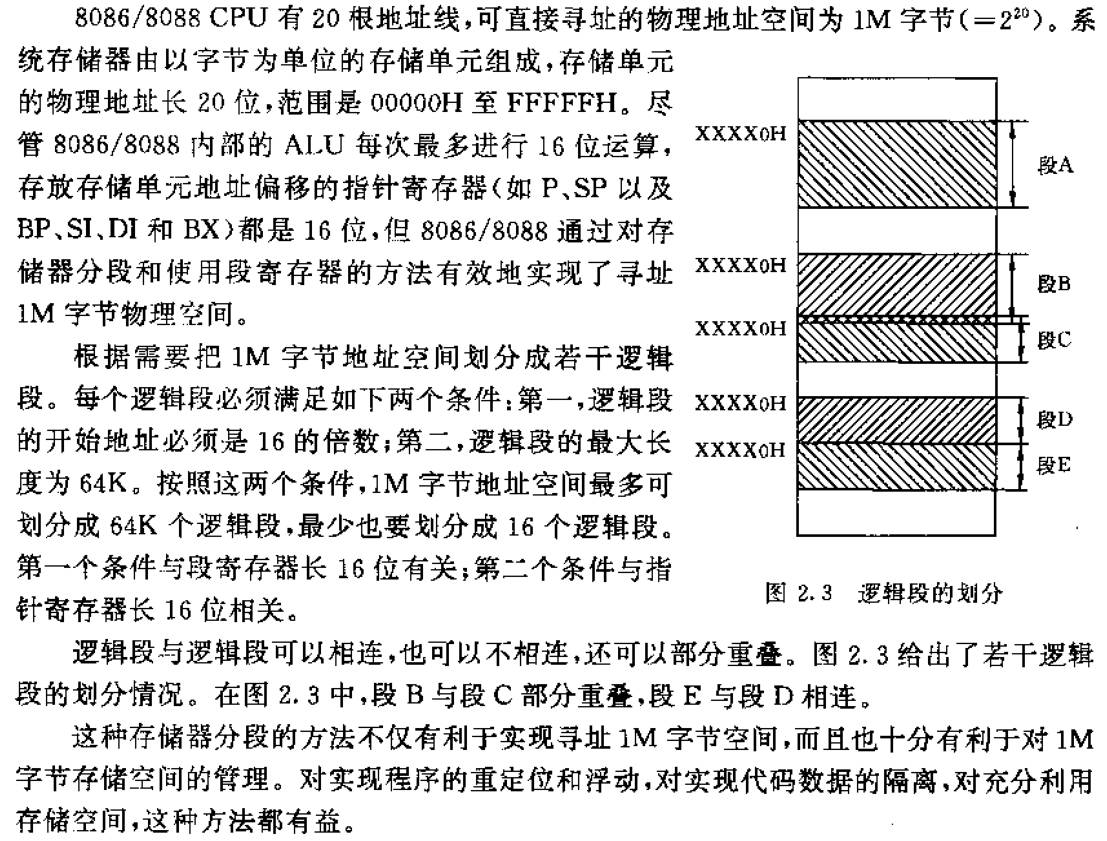 8086/8088 CPU 有 20 根地址线,可直接寻址的物理地址空间为 1M 字节(=2²⁰)。系
统存储器由以字节为单位的存储单元组成,存储单元
的物理地址长 20 位,范围是 00000H 至 FFFFFH。尽
管 8086/8088 内部的 ALU 每次最多进行 16 位运算,
存放存储单元地址偏移的指针寄存器(如 P、SP 以及
BP、SI、DI 和 BX)都是 16 位,但 8086/8088 通过对存
储器分段和使用段寄存器的方法有效地实现了寻址
1M 字节物理空间。
根据需要把 1M 字节地址空间划分成若干逻辑
段。每个逻辑段必须满足如下两个条件:第一,逻辑段
的开始地址必须是 16 的倍数;第二,逻辑段的最大长
度为 64K。按照这两个条件,1M 字节地址空间最多可
划分成 64K 个逻辑段,最少也要划分成 16 个逻辑段。
第一个条件与段寄存器长 16 位有关;第二个条件与指
针寄存器长 16 位相关。
XXXX0H
段A
XXXX0H
段B
XXXX0H
段C
XXXX0H
段D
XXXX0H
段E
图 2.3 逻辑段的划分
逻辑段与逻辑段可以相连,也可以不相连,还可以部分重叠。图 2.3 给出了若干逻辑
段的划分情况。在图 2.3 中,段 B 与段 C 部分重叠,段 E 与段 D 相连。
这种存储器分段的方法不仅有利于实现寻址 1M 字节空间,而且也十分有利于对 1M
字节存储空间的管理。对实现程序的重定位和浮动,对实现代码数据的隔离,对充分利用
存储空间,这种方法都有益。